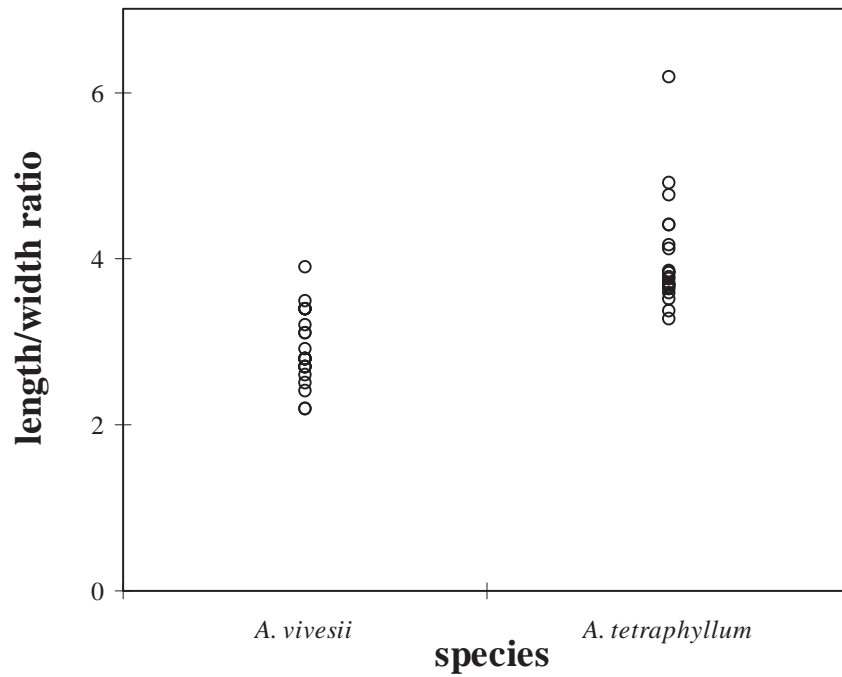 length/width ratio
6
4
2
0
A. vivesii
A. tetraphyllum
species